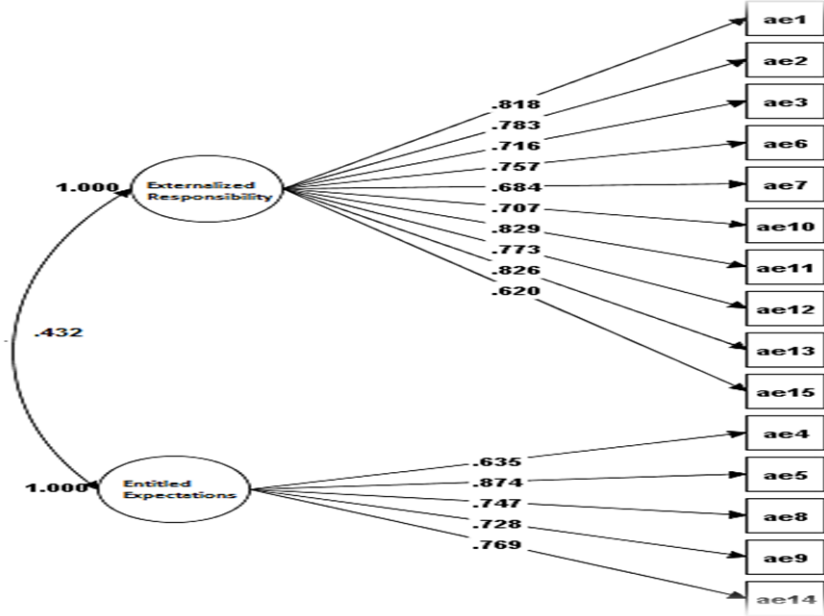 ae1
ae2
ae3
ae6
ae7
ae10
ae11
ae12
ae13
ae15
.818
.783
.716
.757
.684
.707
.829
.773
.826
.620
1.000
Externalized
Responsibility
.432
ae4
ae5
ae8
ae9
ae14
.635
.874
.747
.728
.769
1.000
Entitled
Expectations